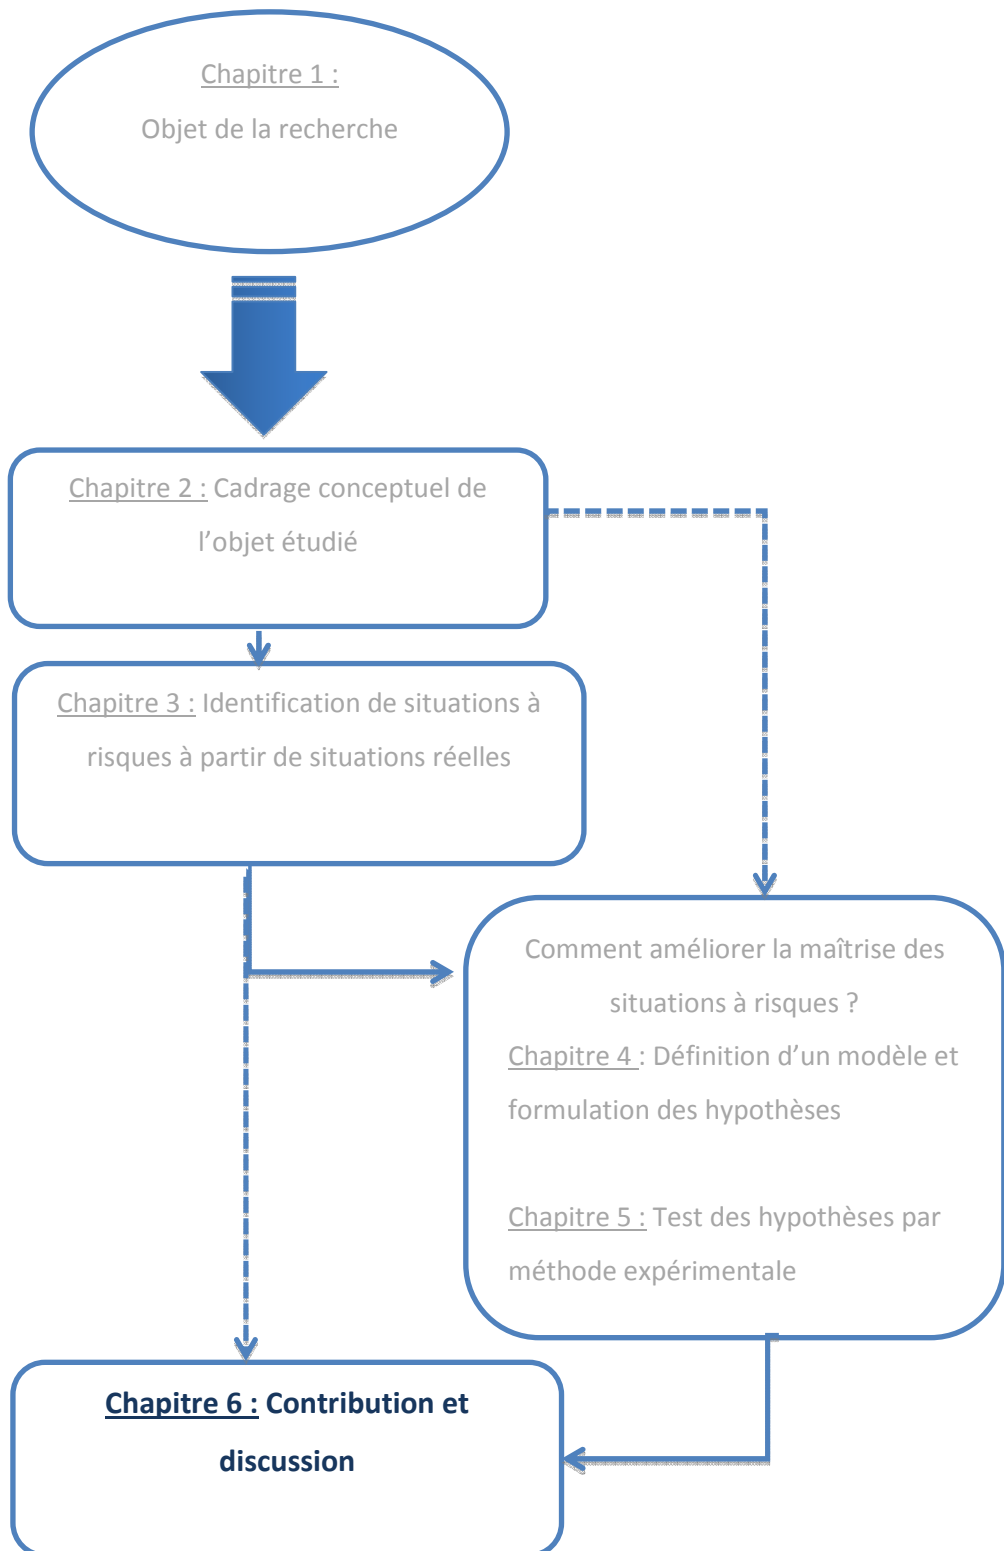 Chapitre 1 :
Objet de la recherche
Chapitre 2 : Cadrage conceptuel de
l’objet étudié
Chapitre 3 : Identification de situations à
risques à partir de situations réelles
Comment améliorer la maîtrise des
situations à risques ?
Chapitre 4 : Définition d’un modèle et
formulation des hypothèses
Chapitre 5 : Test des hypothèses par
méthode expérimentale
Chapitre 6 : Contribution et
discussion